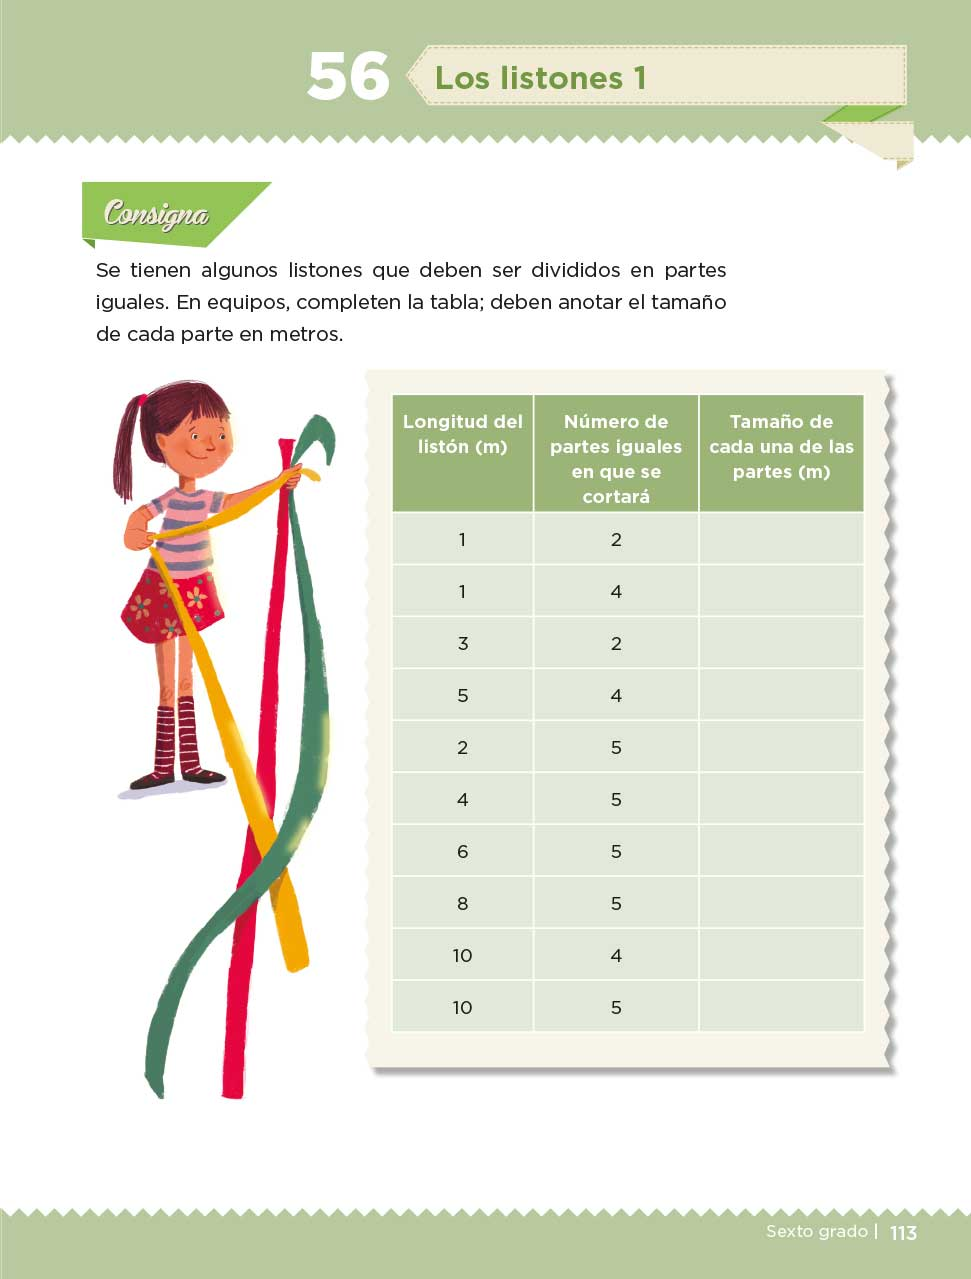 56
Los listones 1
Consigna
Se tienen algunos listones que deben ser divididos en partes
iguales. En equipos, completen la tabla; deben anotar el tamaño
de cada parte en metros.
Longitud del
listón (m)
Número de
partes iguales
en que se
cortará
Tamaño de
cada una de las
partes (m)
1 2
1 4
3 2
5 4
2 5
4 5
6 5
8 5
10 4
10 5
Sexto grado | 113